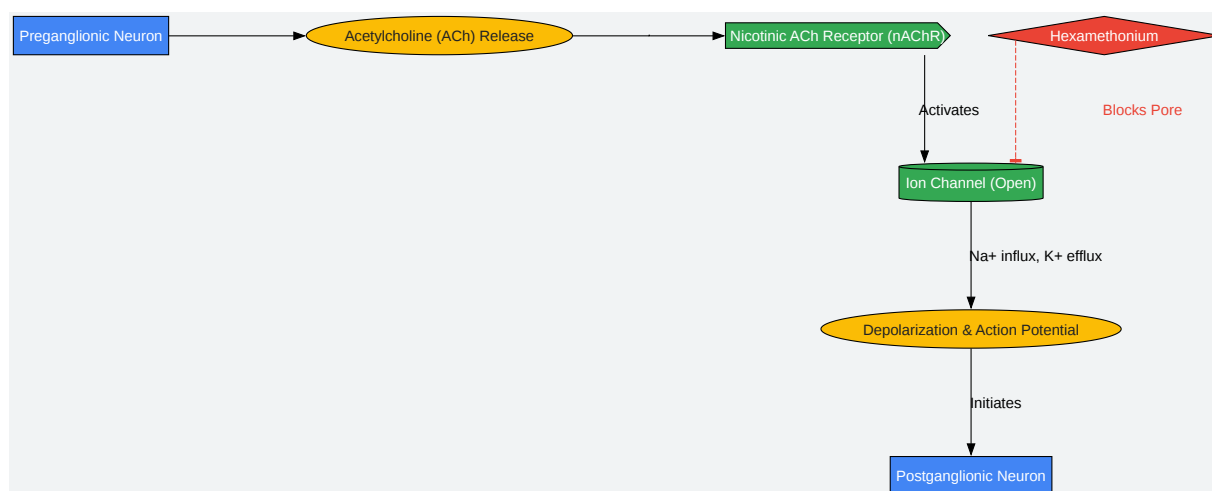 Preganglionic Neuron
Acetylcholine (ACh) Release
Nicotinic ACh Receptor (nAChR)
Hexamethonium
Activates
Blocks Pore
Ion Channel (Open)
Na+ influx, K+ efflux
Depolarization & Action Potential
Initiates
Postganglionic Neuron